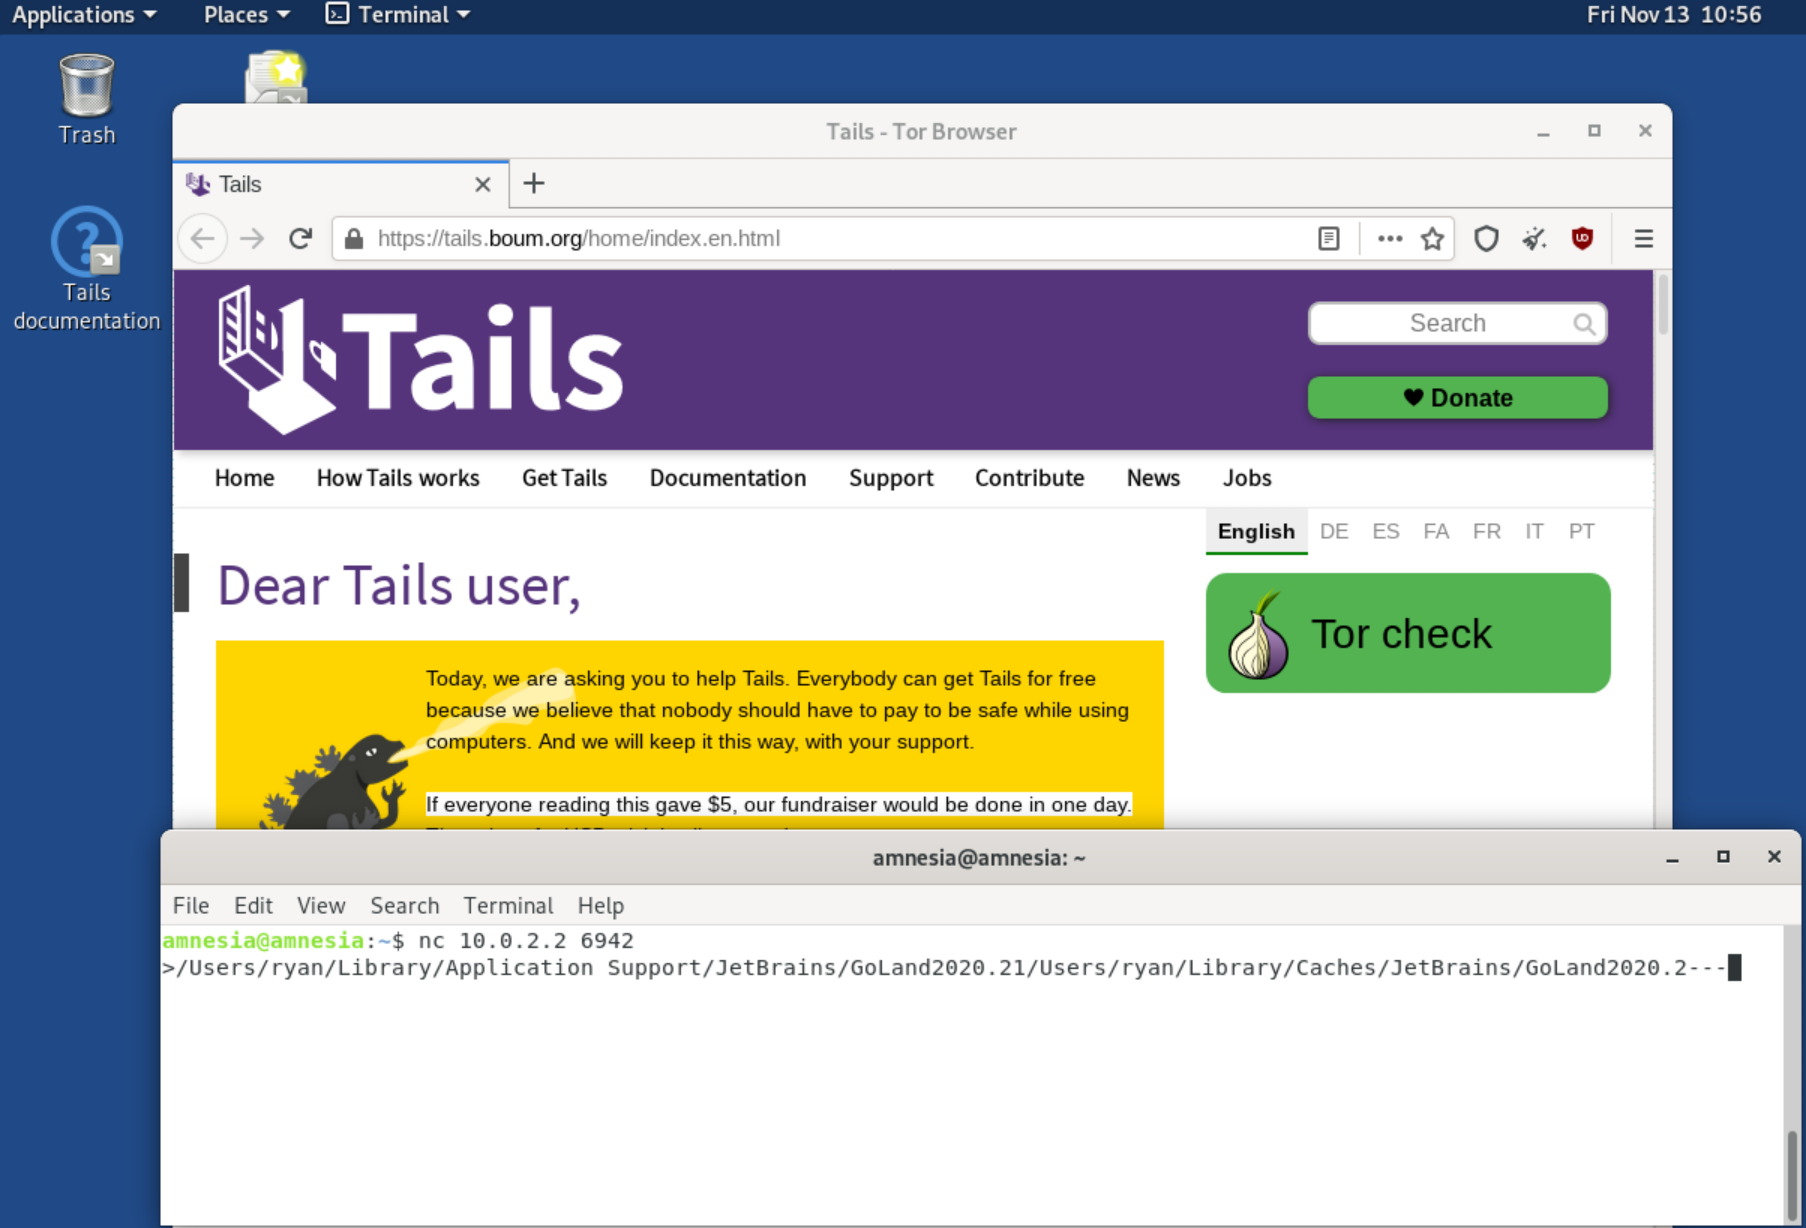 Applications Places Terminal Fri Nov 13 10:56
Trash
Tails
documentation
Tails - Tor Browser
Tails
https://tails.boum.org/home/index.en.html
Tails
Search
Donate
Home How Tails works Get Tails Documentation Support Contribute News Jobs
English DE ES FA FR IT PT
Dear Tails user,
Tor check
Today, we are asking you to help Tails. Everybody can get Tails for free
because we believe that nobody should have to pay to be safe while using
computers. And we will keep it this way, with your support.
If everyone reading this gave $5, our fundraiser would be done in one day.
amnesia@amnesia: ~
File Edit View Search Terminal Help
amnesia@amnesia:~$ nc 10.0.2.2 6942
>/Users/ryan/Library/Application Support/JetBrains/GoLand2020.21/Users/ryan/Library/Caches/JetBrains/GoLand2020.2---